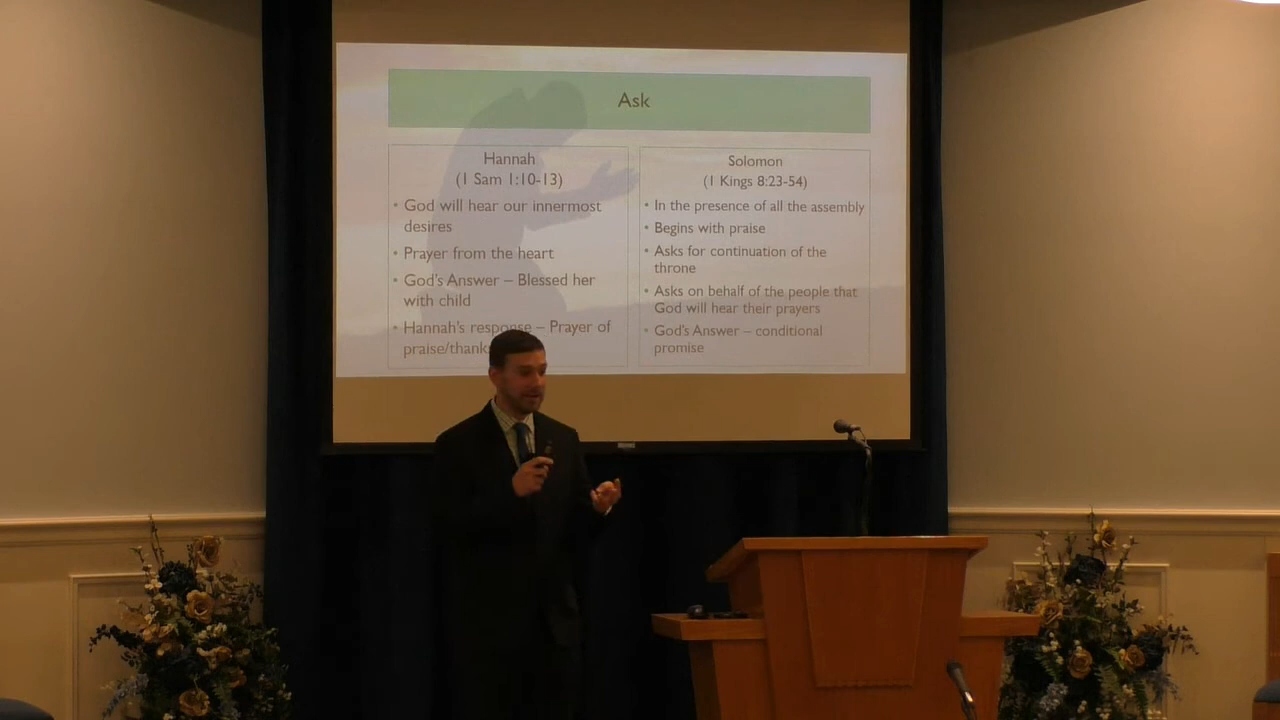 Ask
Hannah
(1 Sam 1:10-13)
• God will hear our innermost
desires
• Prayer from the heart
• God's Answer – Blessed her
with child
• Hannah's response – Prayer of
praise/thank
Solomon
(1 Kings 8:23-54)
• In the presence of all the assembly
• Begins with praise
• Asks for continuation of the
throne
• Asks on behalf of the people that
God will hear their prayers
• God's Answer – conditional
promise